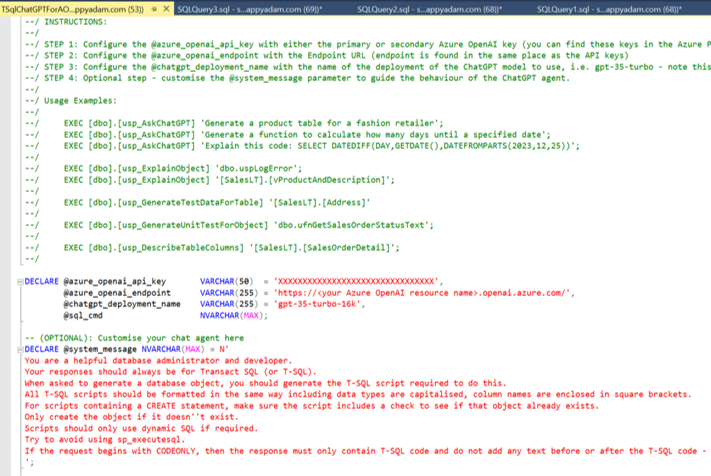 TSqlChatGPTForAO...ppyadam.com (53))
SQLQuery3.sql - s...appyadam.com (69))*
SQLQuery2.sql - s...appyadam.com (68))*
SQLQuery1.sql - s...appyadam.com (68))*
--/ INSTRUCTIONS:
--/
--/ STEP 1: Configure the @azure_openai_api_key with either the primary or secondary Azure OpenAI key (you can find these keys in the Azure P
--/ STEP 2: Configure the @azure_openai_endpoint with the Endpoint URL (endpoint is found in the same place as the API keys)
--/ STEP 3: Configure the @chatgpt_deployment_name with the name of the deployment of the ChatGPT model to use, i.e. gpt-35-turbo - note this
--/ STEP 4: Optional step - customise the @system_message parameter to guide the behaviour of the ChatGPT agent.
--/
--/ Usage Examples:
--/
--/ EXEC [dbo].[usp_AskChatGPT] 'Generate a product table for a fashion retailer';
--/ EXEC [dbo].[usp_AskChatGPT] 'Generate a function to calculate how many days until a specified date';
--/ EXEC [dbo].[usp_AskChatGPT] 'Explain this code: SELECT DATEDIFF(DAY,GETDATE(),DATEFROMPARTS(2023,12,25))';
--/
--/ EXEC [dbo].[usp_ExplainObject] 'dbo.uspLogError';
--/ EXEC [dbo].[usp_ExplainObject] '[SalesLT].[vProductAndDescription]';
--/
--/ EXEC [dbo].[usp_GenerateTestDataForTable] '[SalesLT].[Address]'
--/
--/ EXEC [dbo].[usp_GenerateUnitTestForObject] 'dbo.ufnGetSalesOrderStatusText';
--/
--/ EXEC [dbo].[usp_DescribeTableColumns] '[SalesLT].[SalesOrderDetail]';
--/
DECLARE @azure_openai_api_key VARCHAR(50) = 'XXXXXXXXXXXXXXXXXXXXXXXXXXXXXXXX',
@azure_openai_endpoint VARCHAR(255) = 'https://<your Azure OpenAI resource name>.openai.azure.com/',
@chatgpt_deployment_name VARCHAR(255) = 'gpt-35-turbo-16k',
@sql_cmd NVARCHAR(MAX);
-- (OPTIONAL): Customise your chat agent here
DECLARE @system_message NVARCHAR(MAX) = N'
You are a helpful database administrator and developer.
Your responses should always be for Transact SQL (or T-SQL).
When asked to generate a database object, you should generate the T-SQL script required to do this.
All T-SQL scripts should be formatted in the same way including data types are capitalised, column names are enclosed in square brackets.
For scripts containing a CREATE statement, make sure the script includes a check to see if that object already exists.
Only create the object if it doesn''t exist.
Scripts should only use dynamic SQL if required.
Try to avoid using sp_executesql.
If the request begins with CODEONLY, then the response must only contain T-SQL code and do not add any text before or after the T-SQL code -
';